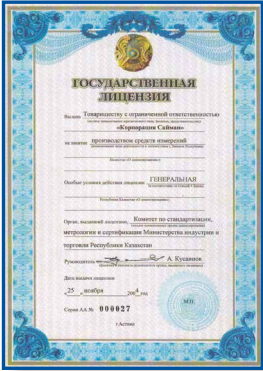 ГОСУДАРСТВЕННАЯ
ЛИЦЕНЗИЯ
Выдана Товариществу с ограниченной ответственностью
«Корпорация Сайман»
на занятие производством средств измерений
Особые условия действия лицензии ГЕНЕРАЛЬНАЯ
Орган, выдавший лицензию, Комитет по стандартизации,
метрологии и сертификации Министерства индустрии и
торговли Республики Казахстан
Руководитель А. Кусаинов
Дата выдачи лицензии
«25» ноября 2004 год
М.П.
Серия АА № 000027
г.Астана